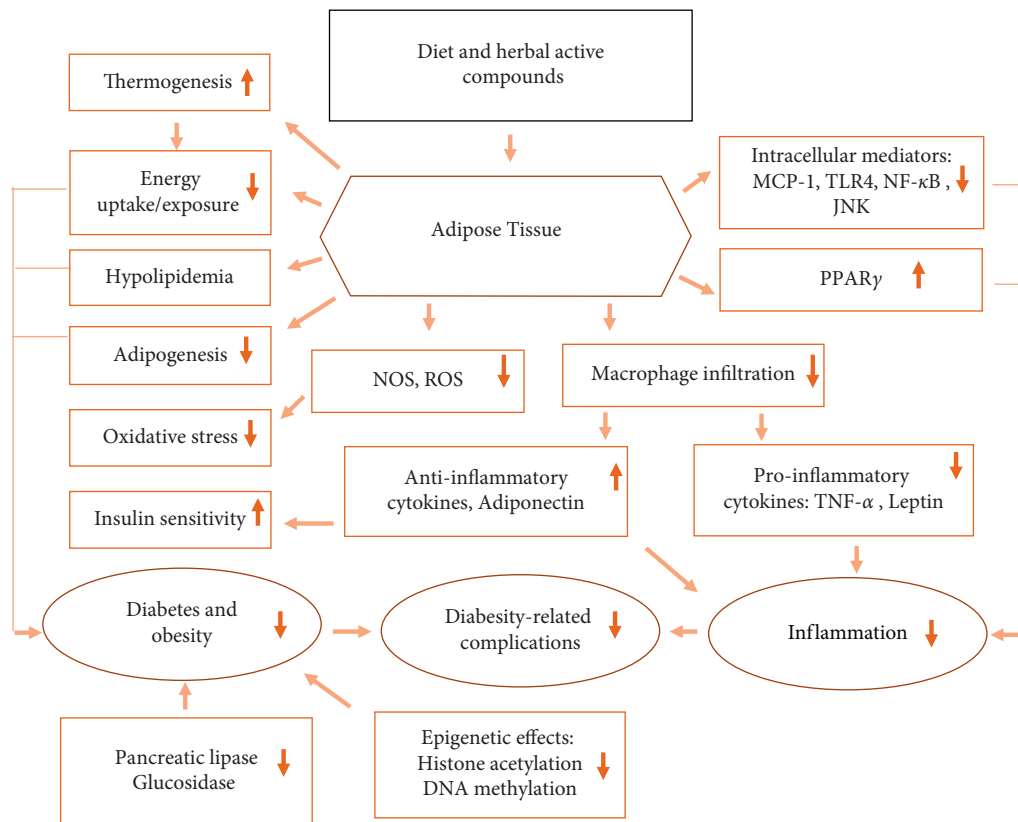 Diet and herbal active
compounds
Thermogenesis
Energy
uptake/exposure
Hypolipidemia
Adipogenesis
Oxidative stress
Insulin sensitivity
Adipose Tissue
Intracellular mediators:
MCP-1, TLR4, NF-κB ,
JNK
PPARγ
NOS, ROS
Macrophage infiltration
Anti-inflammatory
cytokines, Adiponectin
Pro-inflammatory
cytokines: TNF-α , Leptin
Diabetes and
obesity
Diabesity-related
complications
Inflammation
Pancreatic lipase
Glucosidase
Epigenetic effects:
Histone acetylation
DNA methylation